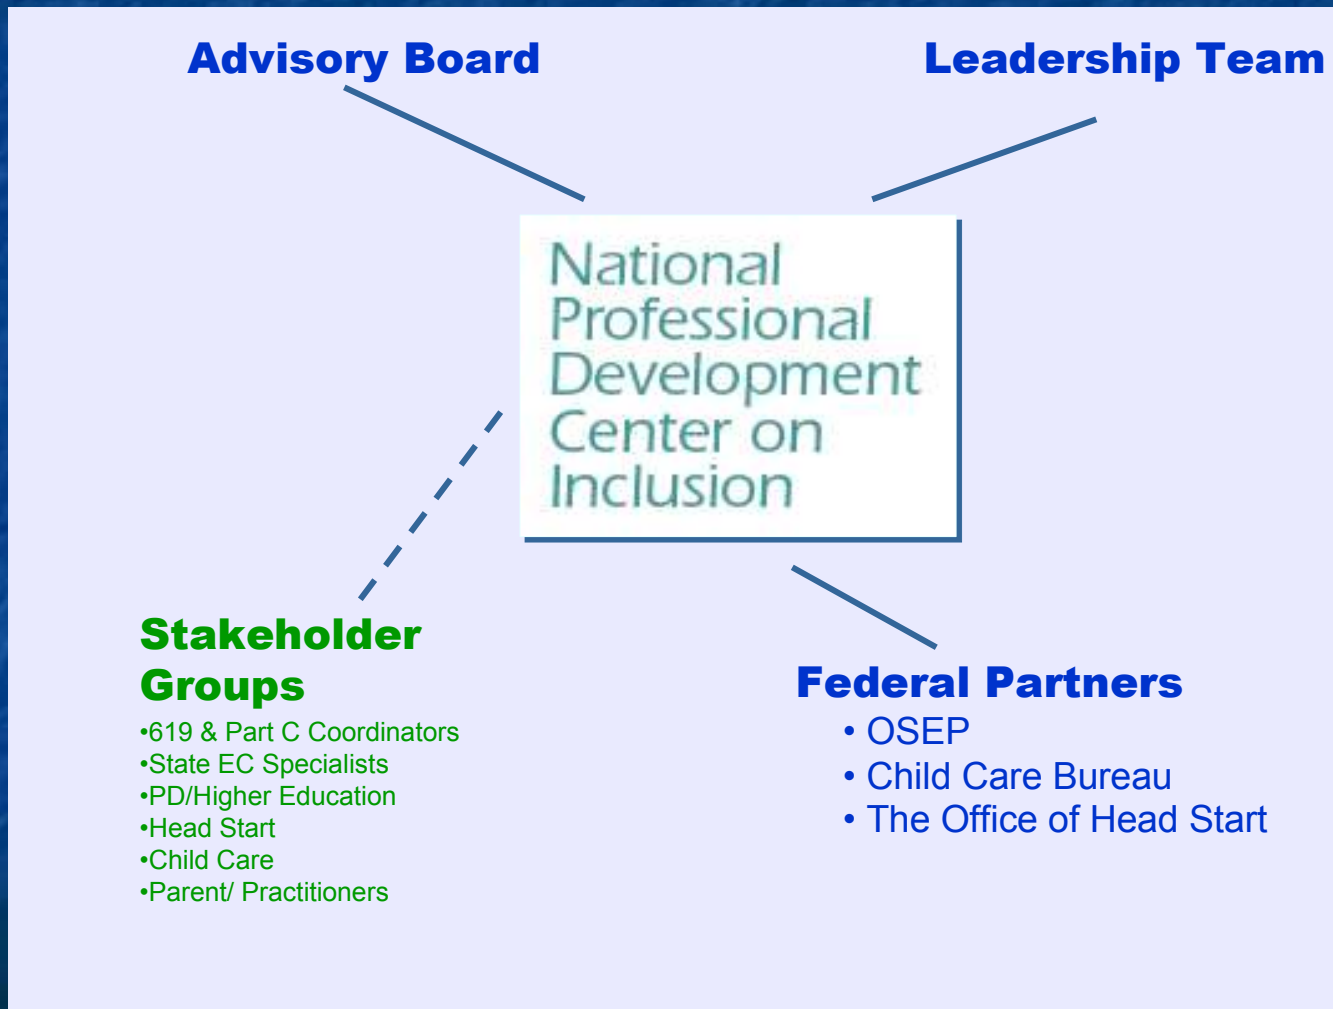 Advisory Board
Leadership Team
National
Professional
Development
Center on
Inclusion
Stakeholder
Groups
•619 & Part C Coordinators
•State EC Specialists
•PD/Higher Education
•Head Start
•Child Care
•Parent/ Practitioners
Federal Partners
• OSEP
• Child Care Bureau
• The Office of Head Start